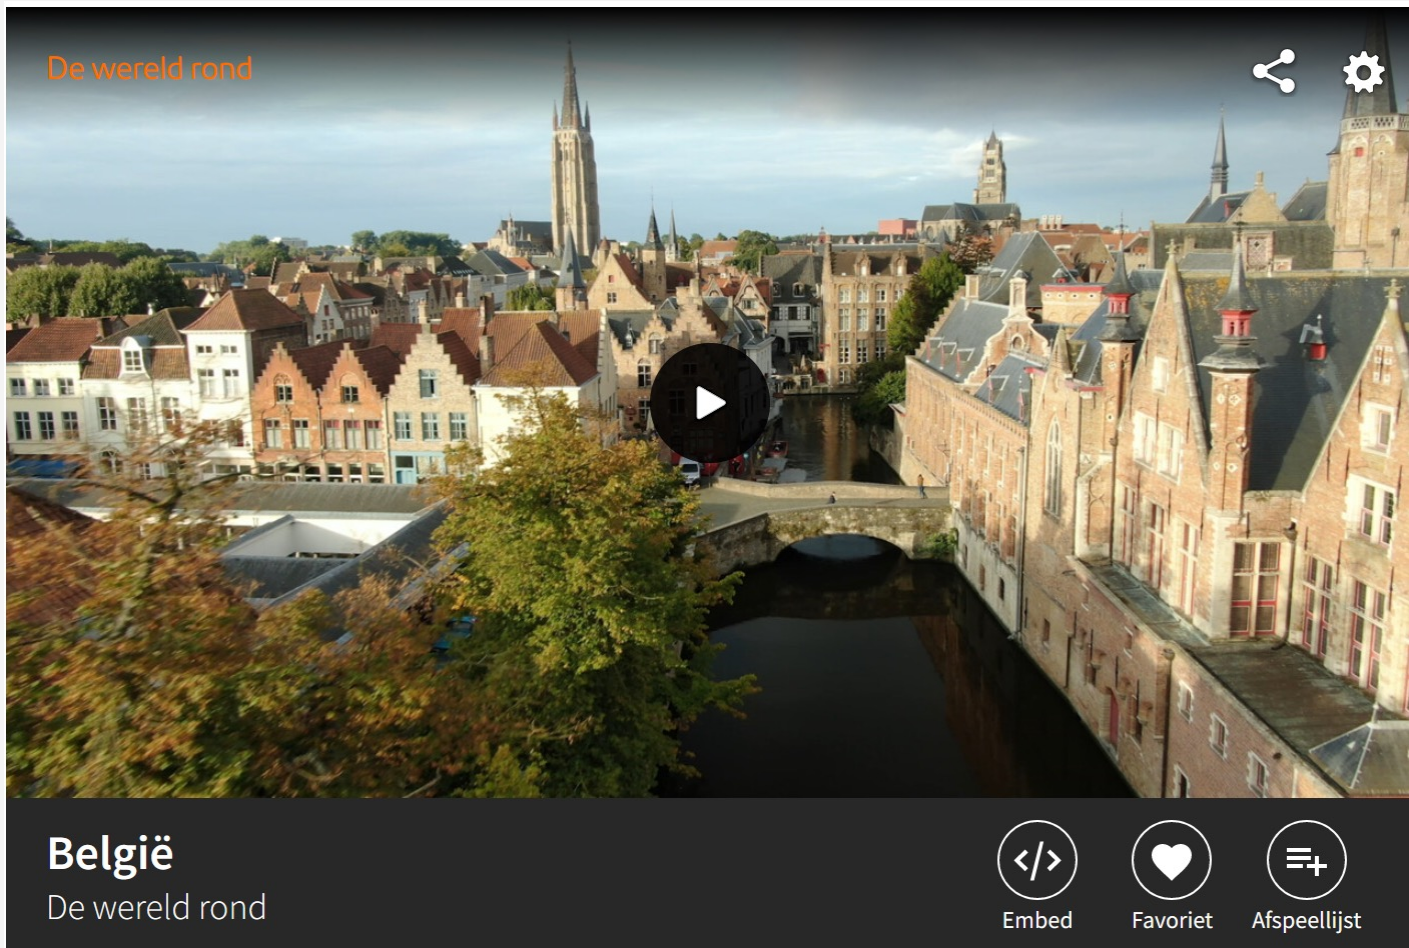 De wereld rond
België
De wereld rond
Embed
Favoriet
Afspeellijst